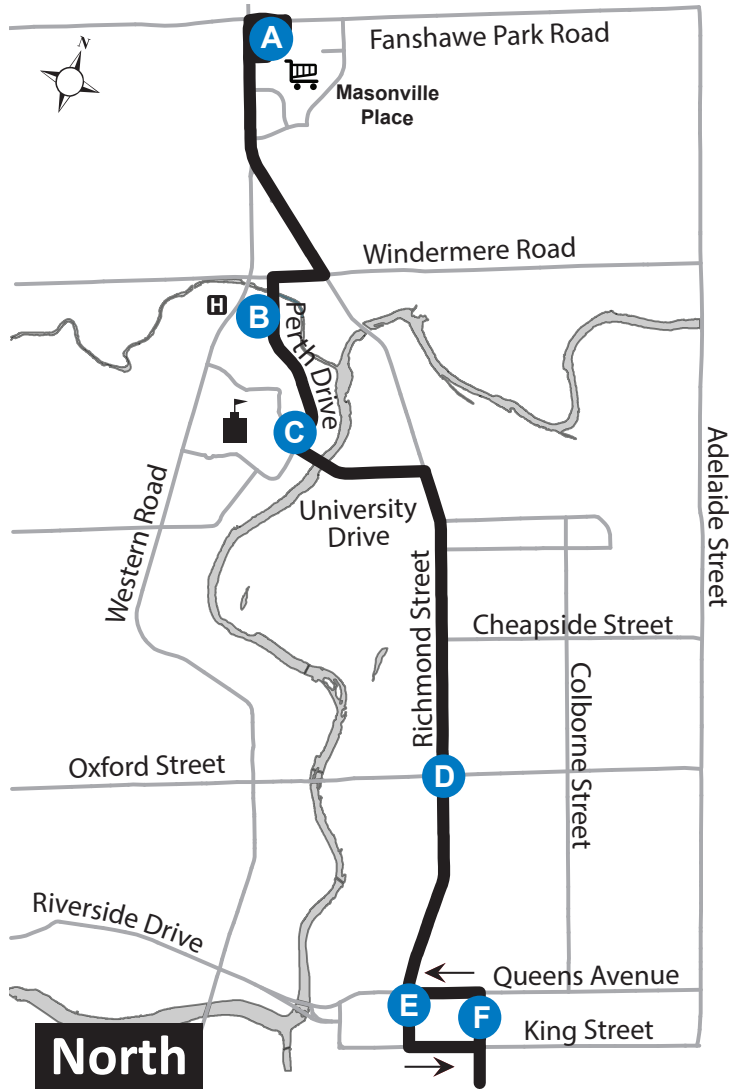 A
Fanshawe Park Road
N
Masonville
Place
Windermere Road
H
B
Perth Drive
C
University
Drive
Western Road
Adelaide Street
Richmond Street
Cheapside Street
Colborne Street
Oxford Street
D
Riverside Drive
Queens Avenue
E
F
King Street
North